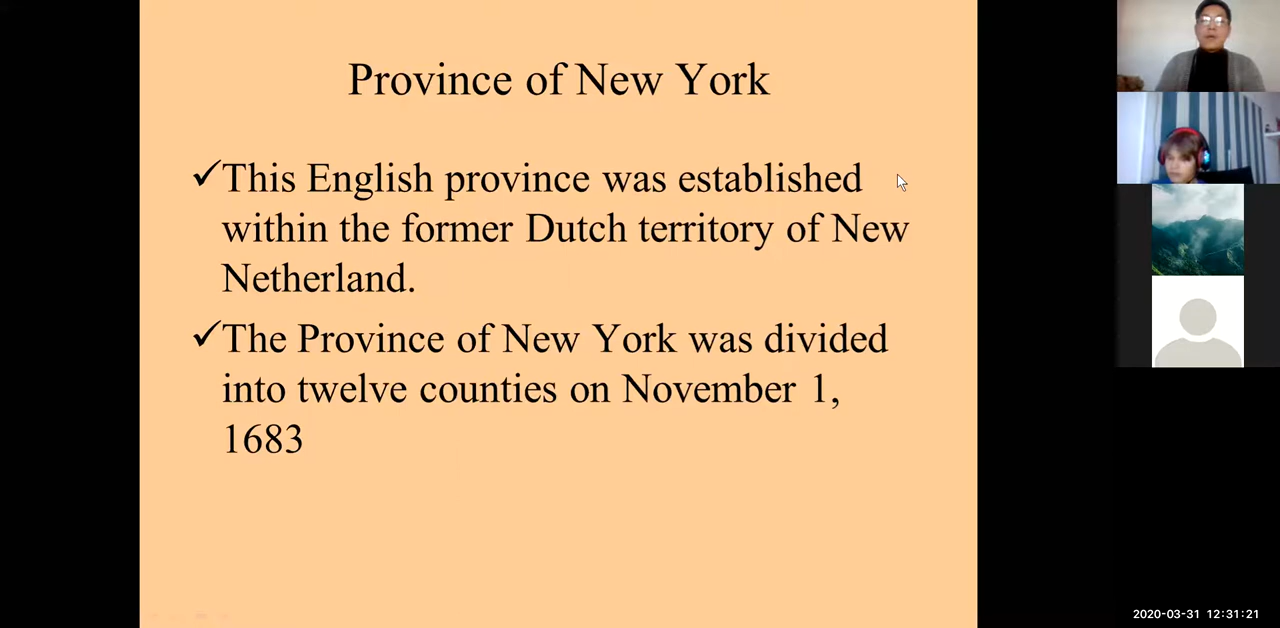 Province of New York
✓This English province was established
within the former Dutch territory of New
Netherland.
✓The Province of New York was divided
into twelve counties on November 1,
1683
2020-03-31 12:31:21